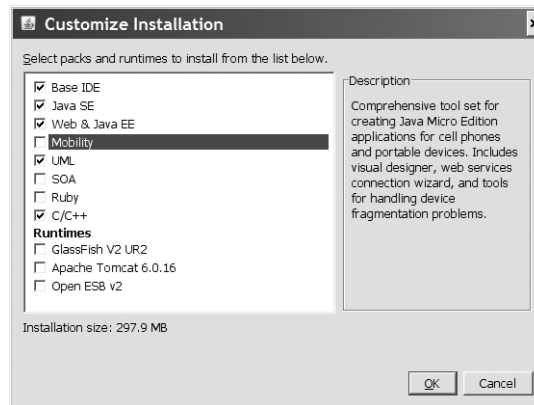 Customize Installation
Select packs and runtimes to install from the list below.
Base IDE
Java SE
Web & Java EE
Mobility
UML
SOA
Ruby
C/C++
Runtimes
GlassFish V2 UR2
Apache Tomcat 6.0.16
Open ESB v2
Description
Comprehensive tool set for
creating Java Micro Edition
applications for cell phones
and portable devices. Includes
visual designer, web services
connection wizard, and tools
for handling device
fragmentation problems.
Installation size: 297.9 MB
OK
Cancel